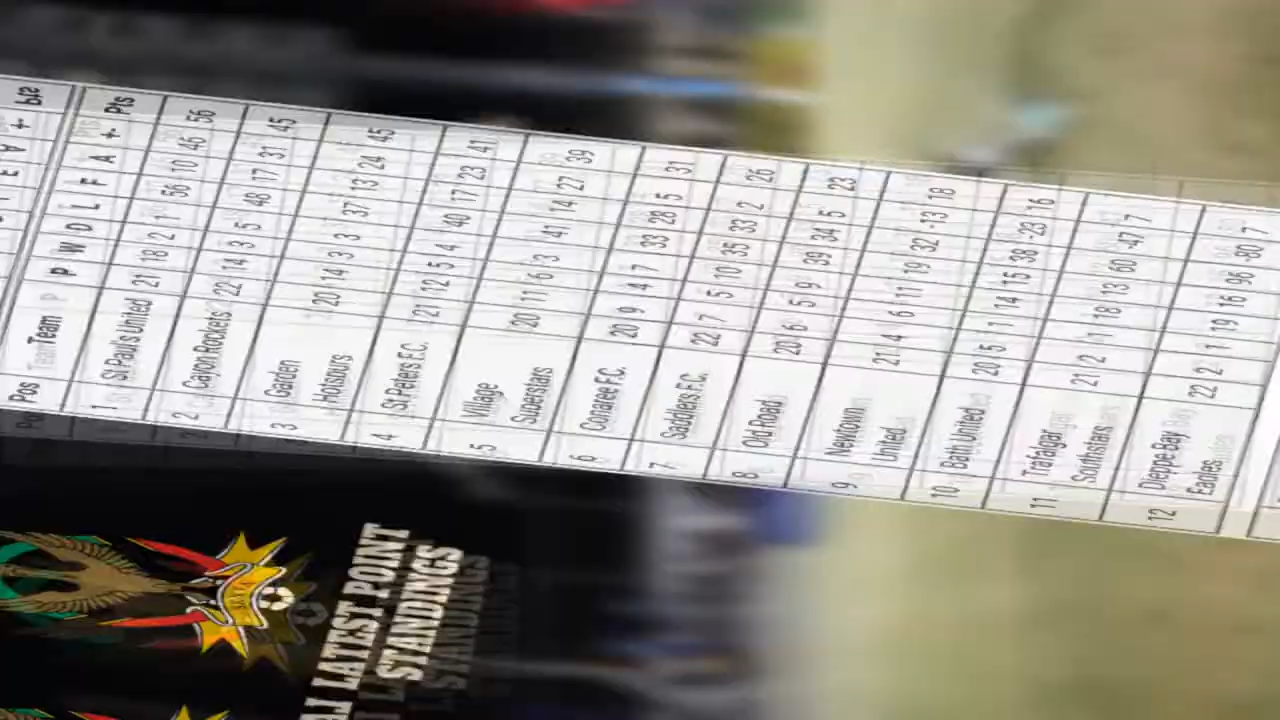 LATEST POINT
STANDINGS
Pos Team P W D L F A +- Pts
1 St Paul's United 21 18 2 1 56 10 46 56
2 Cayon Rockets 22 14 3 5 48 17 31 45
3 Garden
Hotspurs 20 14 3 3 37 13 24 45
4 St Peters F.C. 21 12 5 4 40 17 23 41
5 Village
Superstars 20 11 6 3 41 14 27 39
6 Conaree F.C. 20 9 4 7 33 28 5 31
7 Saddlers F.C. 22 7 5 10 35 33 2 26
8 Old Road 20 6 5 9 39 34 5 23
9 Newtown
United 21 4 6 11 19 32 -13 18
10 Bath United 20 5 1 14 15 38 -23 16
11 Trafalgar
Southstars 21 2 1 18 13 60 -47 7
12 Dieppe Bay
Eagles 22 2 1 19 16 96 -80 7